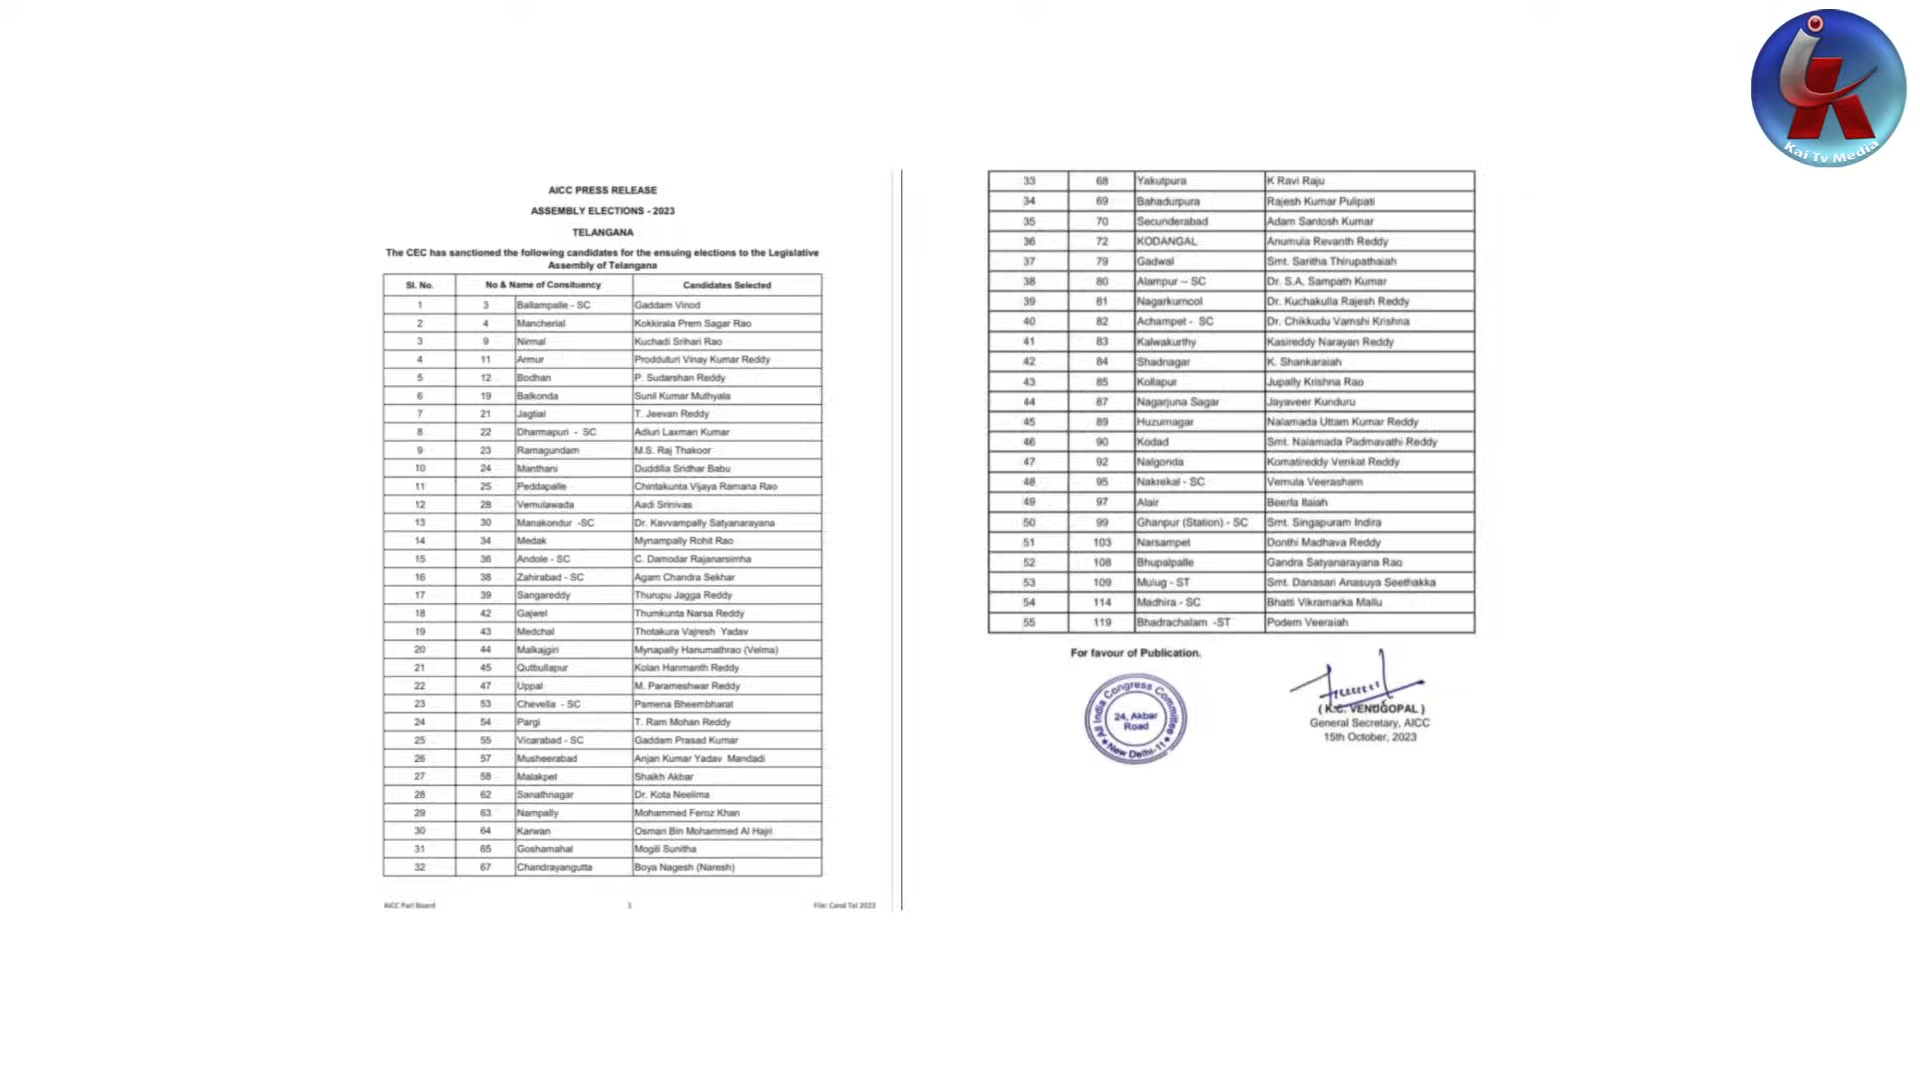 AICC PRESS RELEASE
ASSEMBLY ELECTIONS - 2023
TELANGANA
The CEC has sanctioned the following candidates for the ensuing elections to the Legislative
Assembly of Telangana
Sl. No. No & Name of Consituency Candidates Selected
1 3 Ballampalle - SC Gaddam Vinod
2 4 Mancherial Kokkirala Prem Sagar Rao
3 9 Nirmal Kuchadi Srihari Rao
4 11 Armur Prodduturi Vinay Kumar Reddy
5 12 Bodhan P. Sudarshan Reddy
6 19 Balkonda Sunil Kumar Muthyala
7 21 Jagtial T. Jeevan Reddy
8 22 Dharmapuri - SC Adluri Laxman Kumar
9 23 Ramagundam M.S. Raj Thakoor
10 24 Manthani Duddilla Sridhar Babu
11 25 Peddapalle Chintakunta Vijaya Ramana Rao
12 28 Vemulawada Aadi Srinivas
13 30 Manakondur -SC Dr. Kavvampally Satyanarayana
14 34 Medak Mynampally Rohit Rao
15 36 Andole - SC C. Damodar Rajanarsimha
16 38 Zahirabad - SC Agam Chandra Sekhar
17 39 Sangareddy Thurupu Jagga Reddy
18 42 Gajwel Thumkunta Narsa Reddy
19 43 Medchal Thotakura Vajresh Yadav
20 44 Malkajgiri Mynapally Hanumathrao (Velma)
21 45 Qutbullapur Kolan Hanmanth Reddy
22 47 Uppal M. Parameshwar Reddy
23 53 Chevella - SC Pamena Bheembharat
24 54 Pargi T. Ram Mohan Reddy
25 55 Vicarabad - SC Gaddam Prasad Kumar
26 57 Musheerabad Anjan Kumar Yadav Mandadi
27 58 Malakpet Shaikh Akbar
28 62 Sanathnagar Dr. Kota Neelima
29 63 Nampally Mohammed Feroz Khan
30 64 Karwan Osman Bin Mohammed Al Hajri
31 65 Goshamahal Mogili Sunitha
32 67 Chandrayangutta Boya Nagesh (Naresh)
AICC Parl Board 1 File: Cand Tel 2023
33 68 Yakutpura K Ravi Raju
34 69 Bahadurpura Rajesh Kumar Pulipati
35 70 Secunderabad Adam Santosh Kumar
36 72 KODANGAL Anumula Revanth Reddy
37 79 Gadwal Smt. Saritha Thirupathaiah
38 80 Alampur – SC Dr. S.A. Sampath Kumar
39 81 Nagarkurnool Dr. Kuchakulla Rajesh Reddy
40 82 Achampet - SC Dr. Chikkudu Vamshi Krishna
41 83 Kalwakurthy Kasireddy Narayan Reddy
42 84 Shadnagar K. Shankaraiah
43 85 Kollapur Jupally Krishna Rao
44 87 Nagarjuna Sagar Jayaveer Kunduru
45 89 Huzurnagar Nalamada Uttam Kumar Reddy
46 90 Kodad Smt. Nalamada Padmavathi Reddy
47 92 Nalgonda Komatireddy Venkat Reddy
48 95 Nakrekal - SC Vemula Veerasham
49 97 Alair Beerla Ilaiah
50 99 Ghanpur (Station) - SC Smt. Singapuram Indira
51 103 Narsampet Donthi Madhava Reddy
52 108 Bhupalpalle Gandra Satyanarayana Rao
53 109 Mulug - ST Smt. Danasari Anasuya Seethakka
54 114 Madhira - SC Bhatti Vikramarka Mallu
55 119 Bhadrachalam -ST Podem Veeraiah
For favour of Publication.
All India Congress Committee
24, Akbar
Road
New Delhi-11
( K.C. VENUGOPAL )
General Secretary, AICC
15th October, 2023
Kai Tv Media